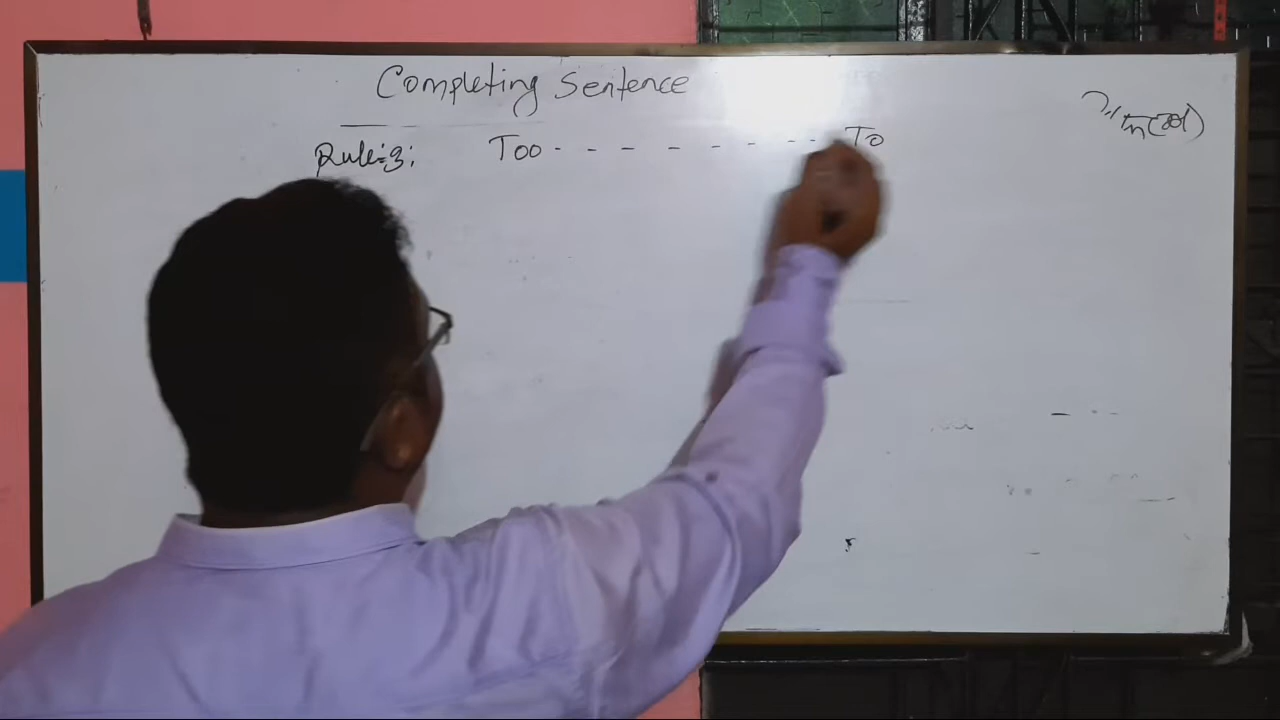 Completing Sentence
Rule:3: Too - - - - - - - To